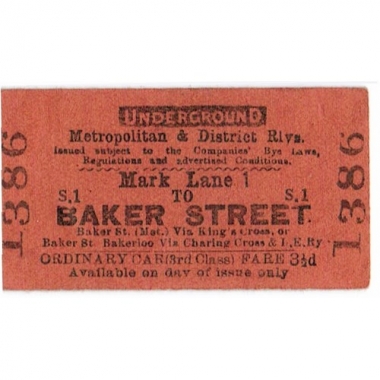 UNDERGROUND
Metropolitan & District Rlys.
Issued subject to the Companies' Bye Laws,
Regulations and advertised Conditions.
Mark Lane 1
S.1 TO S.1
BAKER STREET.
Baker St. (Met.) Via King's Cross, or
Baker St. Bakerloo Via Charing Cross & L.E.Ry
ORDINARY CAR (3rd Class) FARE 3½d
Available on day of issue only
1386
1386